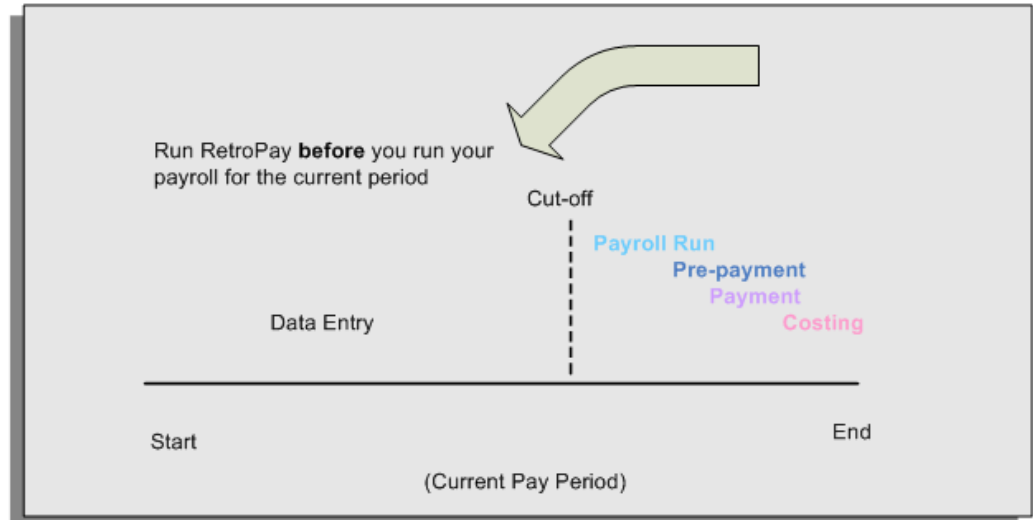 Run RetroPay before you run your
payroll for the current period
Cut-off
Payroll Run
Pre-payment
Payment
Costing
Data Entry
Start
End
(Current Pay Period)